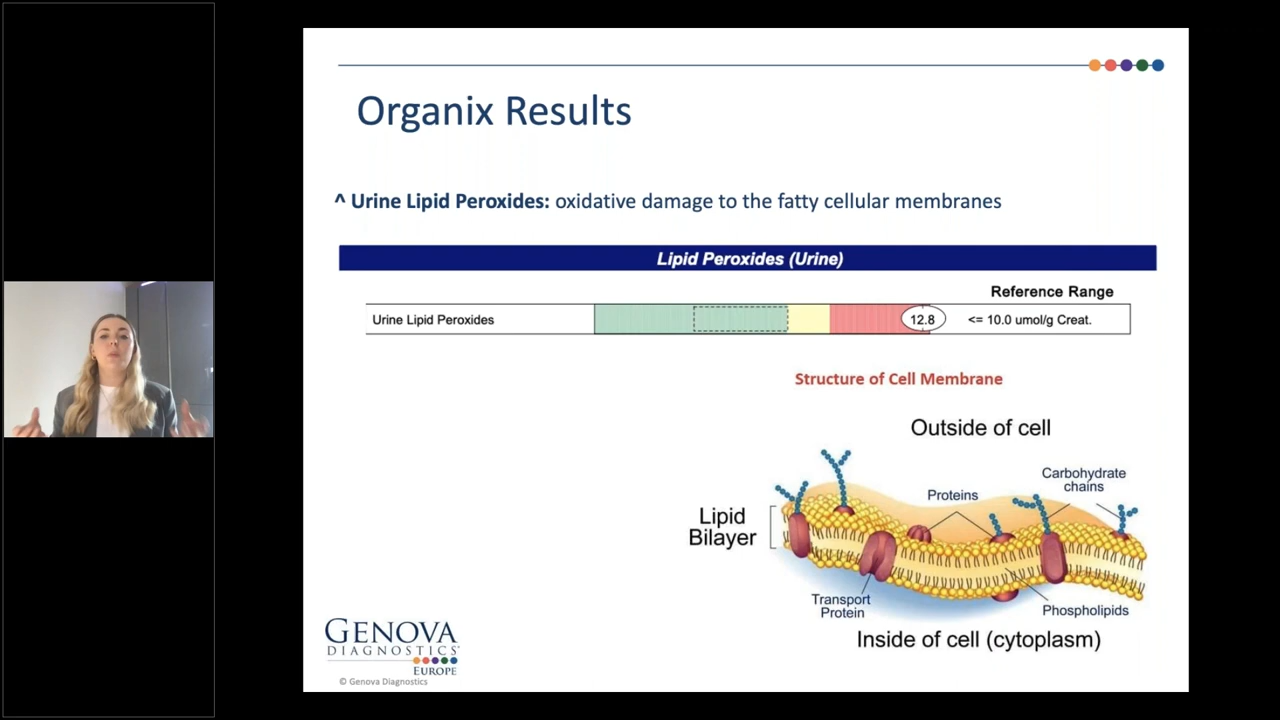 Organix Results
^ Urine Lipid Peroxides: oxidative damage to the fatty cellular membranes
Lipid Peroxides (Urine)
Reference Range
Urine Lipid Peroxides 12.8 <= 10.0 umol/g Creat.
Structure of Cell Membrane
Outside of cell
Carbohydrate
chains
Proteins
Lipid
Bilayer
Transport
Protein
Phospholipids
Inside of cell (cytoplasm)
GENOVA
DIAGNOSTICS
EUROPE
© Genova Diagnostics